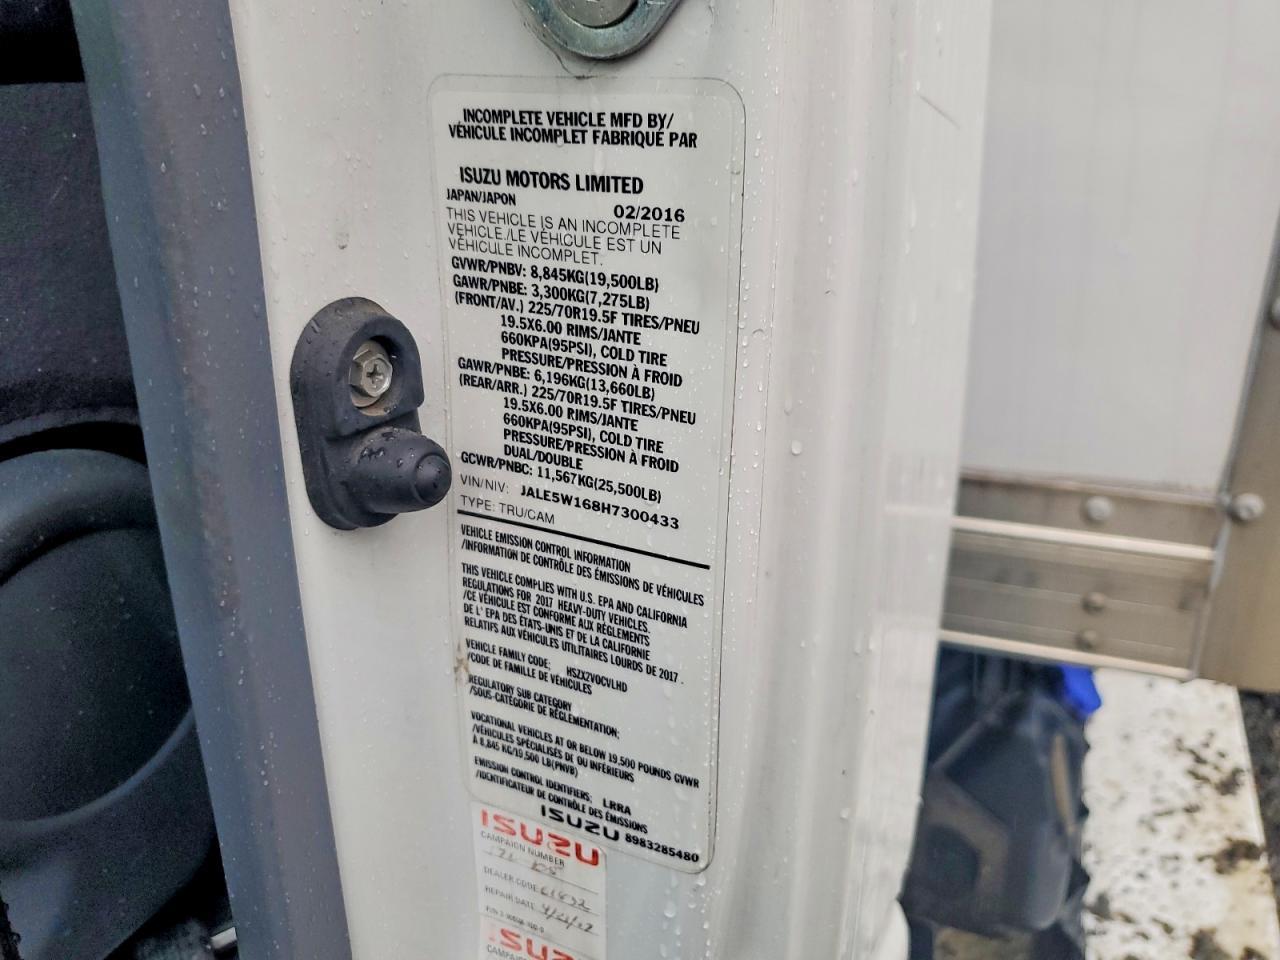 INCOMPLETE VEHICLE MFD BY/
VÉHICULE INCOMPLET FABRIQUÉ PAR
ISUZU MOTORS LIMITED
JAPAN/JAPON 02/2016
THIS VEHICLE IS AN INCOMPLETE
VEHICLE./LE VÉHICULE EST UN
VÉHICULE INCOMPLET.
GVWR/PNBV: 8,845KG(19,500LB)
GAWR/PNBE: 3,300KG(7,275LB)
(FRONT/AV.) 225/70R19.5F TIRES/PNEU
19.5X6.00 RIMS/JANTE
660KPA(95PSI), COLD TIRE
PRESSURE/PRESSION À FROID
GAWR/PNBE: 6,196KG(13,660LB)
(REAR/ARR.) 225/70R19.5F TIRES/PNEU
19.5X6.00 RIMS/JANTE
660KPA(95PSI), COLD TIRE
PRESSURE/PRESSION À FROID
DUAL/DOUBLE
GCWR/PNBC: 11,567KG(25,500LB)
VIN/NIV: JALE5W168H7300433
TYPE: TRU/CAM
VEHICLE EMISSION CONTROL INFORMATION
/INFORMATION DE CONTRÔLE DES ÉMISSIONS DE VÉHICULES
THIS VEHICLE COMPLIES WITH U.S. EPA AND CALIFORNIA
REGULATIONS FOR 2017 HEAVY-DUTY VEHICLES.
/CE VÉHICULE EST CONFORME AUX RÈGLEMENTS
DE L' EPA DES ÉTATS-UNIS ET DE LA CALIFORNIE
RELATIFS AUX VÉHICULES UTILITAIRES LOURDS DE 2017 .
VEHICLE FAMILY CODE; HSZX2VOCVLHD
/CODE DE FAMILLE DE VÉHICULES
REGULATORY SUB CATEGORY
/SOUS-CATÉGORIE DE RÉGLEMENTATION;
VOCATIONAL VEHICLES AT OR BELOW 19,500 POUNDS GVWR
/VÉHICULES SPÉCIALISÉS DE OU INFÉRIEURS
À 8,845 KG/19,500 LB(PNVB)
EMISSION CONTROL IDENTIFIERS; LRRA
/IDENTIFICATEUR DE CONTRÔLE DES ÉMISSIONS
ISUZU 8983285480
ISUZU
CAMPAIGN NUMBER
DEALER CODE
REPAIR DATE
ISUZU